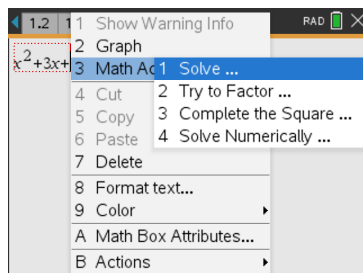 1.2 1 RAD
1 Show Warning Info
2 Graph
x²+3x+
3 Math Ac
1 Solve ...
2 Try to Factor ...
3 Complete the Square ...
4 Solve Numerically ...
4 Cut
5 Copy
6 Paste
7 Delete
8 Format text...
9 Color
A Math Box Attributes...
B Actions